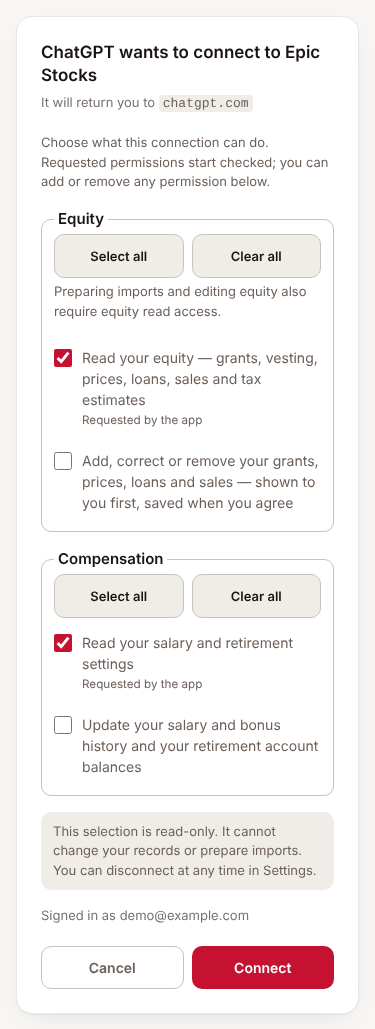 ChatGPT wants to connect to Epic
Stocks
It will return you to chatgpt.com
Choose what this connection can do.
Requested permissions start checked; you can
add or remove any permission below.
Equity
Select all
Clear all
Preparing imports and editing equity also
require equity read access.
Read your equity — grants, vesting,
prices, loans, sales and tax
estimates
Requested by the app
Add, correct or remove your grants,
prices, loans and sales — shown to
you first, saved when you agree
Compensation
Select all
Clear all
Read your salary and retirement
settings
Requested by the app
Update your salary and bonus
history and your retirement account
balances
This selection is read-only. It cannot
change your records or prepare imports.
You can disconnect at any time in Settings.
Signed in as demo@example.com
Cancel
Connect